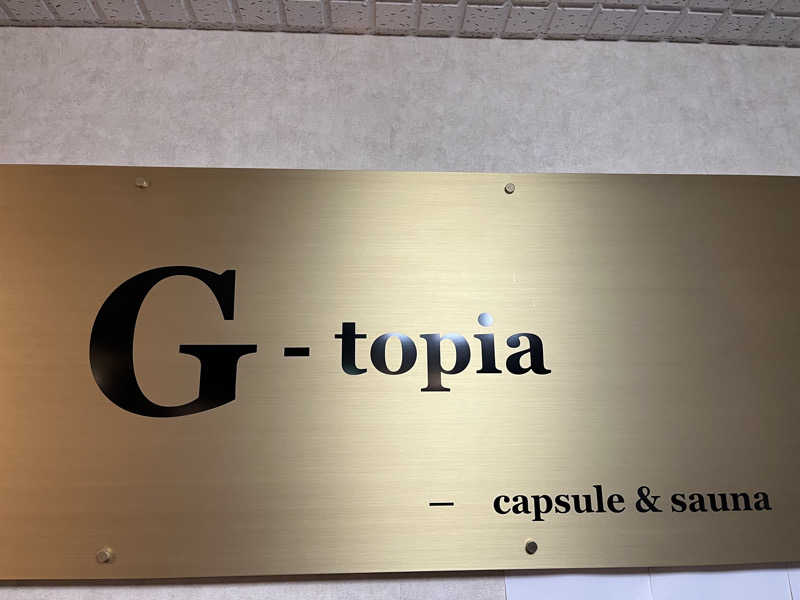 G - topia
– capsule & sauna